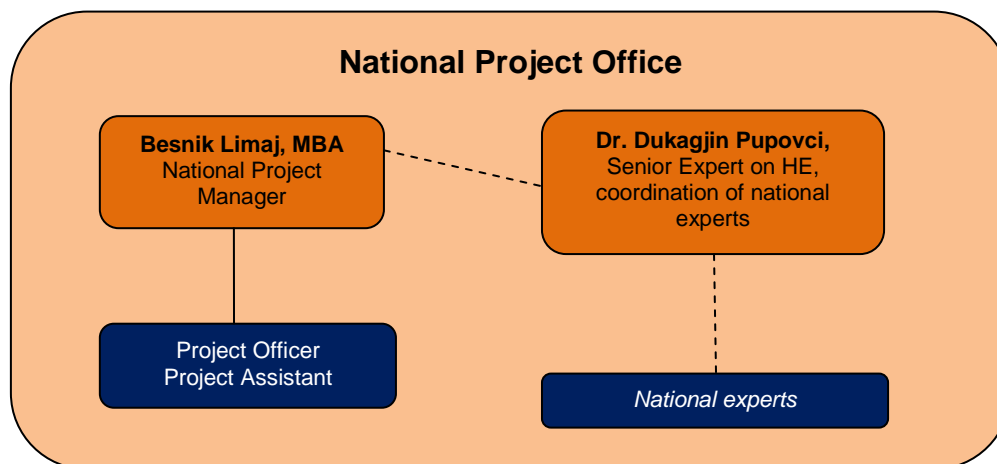 National Project Office
Besnik Limaj, MBA
National Project
Manager
Dr. Dukagjin Pupovci,
Senior Expert on HE,
coordination of national
experts
Project Officer
Project Assistant
National experts